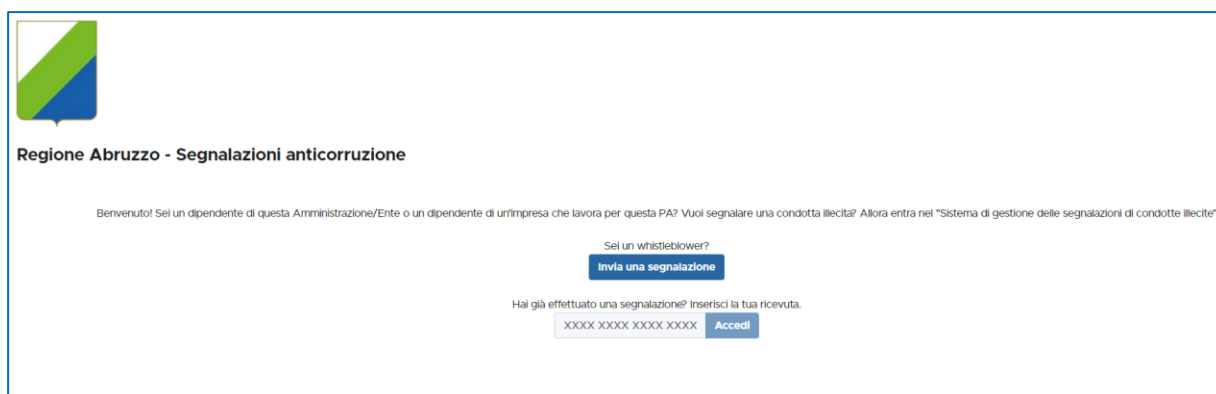 Regione Abruzzo - Segnalazioni anticorruzione
Benvenuto! Sei un dipendente di questa Amministrazione/Ente o un dipendente di un'impresa che lavora per questa PA? Vuoi segnalare una condotta illecita? Allora entra nel "Sistema di gestione delle segnalazioni di condotte illecite"
Sei un whistleblower?
Invia una segnalazione
Hai già effettuato una segnalazione? Inserisci la tua ricevuta.
XXXX XXXX XXXX XXXX Accedi